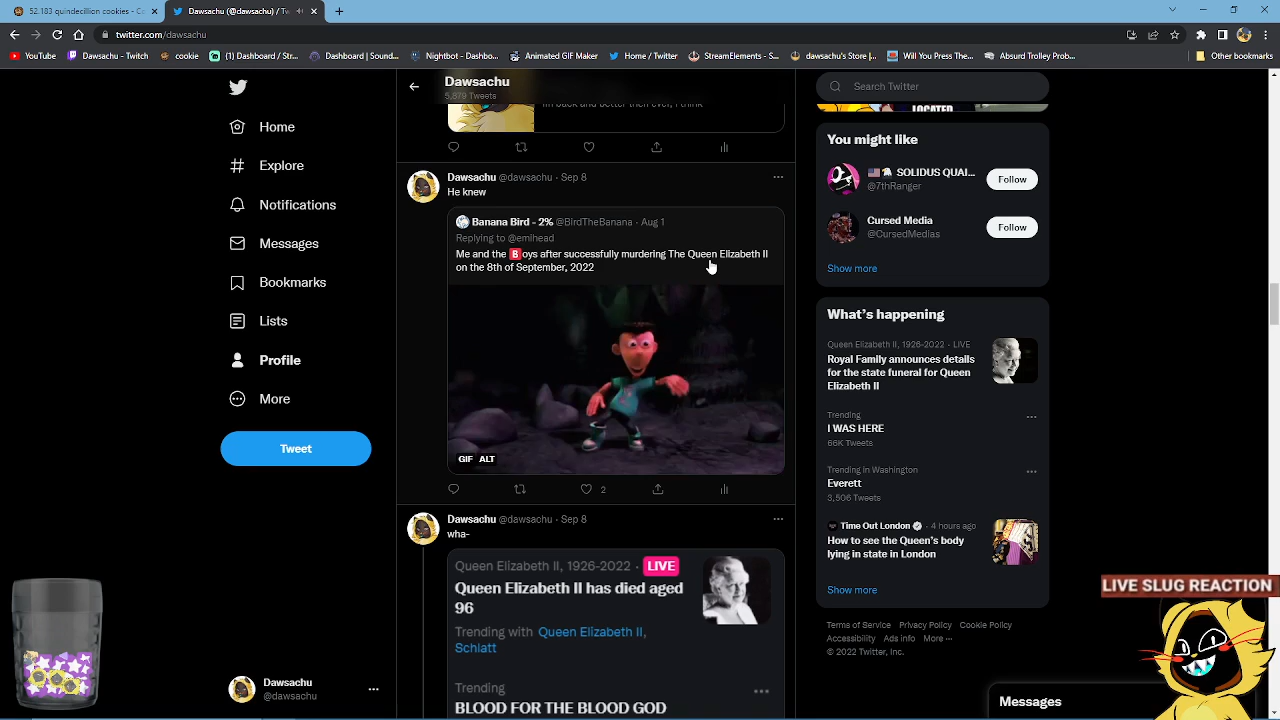 52.183 quindecillion cookies - Co
Dawsachu (@dawsachu) / Tw
twitter.com/dawsachu
YouTube
Dawsachu - Twitch
cookie
(1) Dashboard / Str...
Dashboard | Sound...
Nightbot - Dashbo...
Animated GIF Maker
Home / Twitter
StreamElements - S...
dawsachu's store |...
Will You Press The...
Absurd Trolley Prob...
Other bookmarks
Home
Explore
Notifications
Messages
Bookmarks
Lists
Profile
More
Tweet
Dawsachu
@dawsachu
Dawsachu
5,879 Tweets
I'm back and better then ever, I think
Dawsachu @dawsachu · Sep 8
He knew
Banana Bird - 2% @BirdTheBanana · Aug 1
Replying to @emihead
Me and the 🅱oys after successfully murdering The Queen Elizabeth II
on the 8th of September, 2022
GIF ALT
2
Dawsachu @dawsachu · Sep 8
wha-
Queen Elizabeth II, 1926-2022 · LIVE
Queen Elizabeth II has died aged
96
Trending with Queen Elizabeth II,
Schlatt
Trending
BLOOD FOR THE BLOOD GOD
Search Twitter
LOCATED
You might like
SOLIDUS QUAI...
@7thRanger
Follow
Cursed Media
@CursedMedias
Follow
Show more
What's happening
Queen Elizabeth II, 1926-2022 · LIVE
Royal Family announces details
for the state funeral for Queen
Elizabeth II
Trending
I WAS HERE
66K Tweets
Trending in Washington
Everett
3,506 Tweets
Time Out London · 4 hours ago
How to see the Queen's body
lying in state in London
Show more
Terms of Service Privacy Policy Cookie Policy
Accessibility Ads info More ···
© 2022 Twitter, Inc.
LIVE SLUG REACTION
Messages